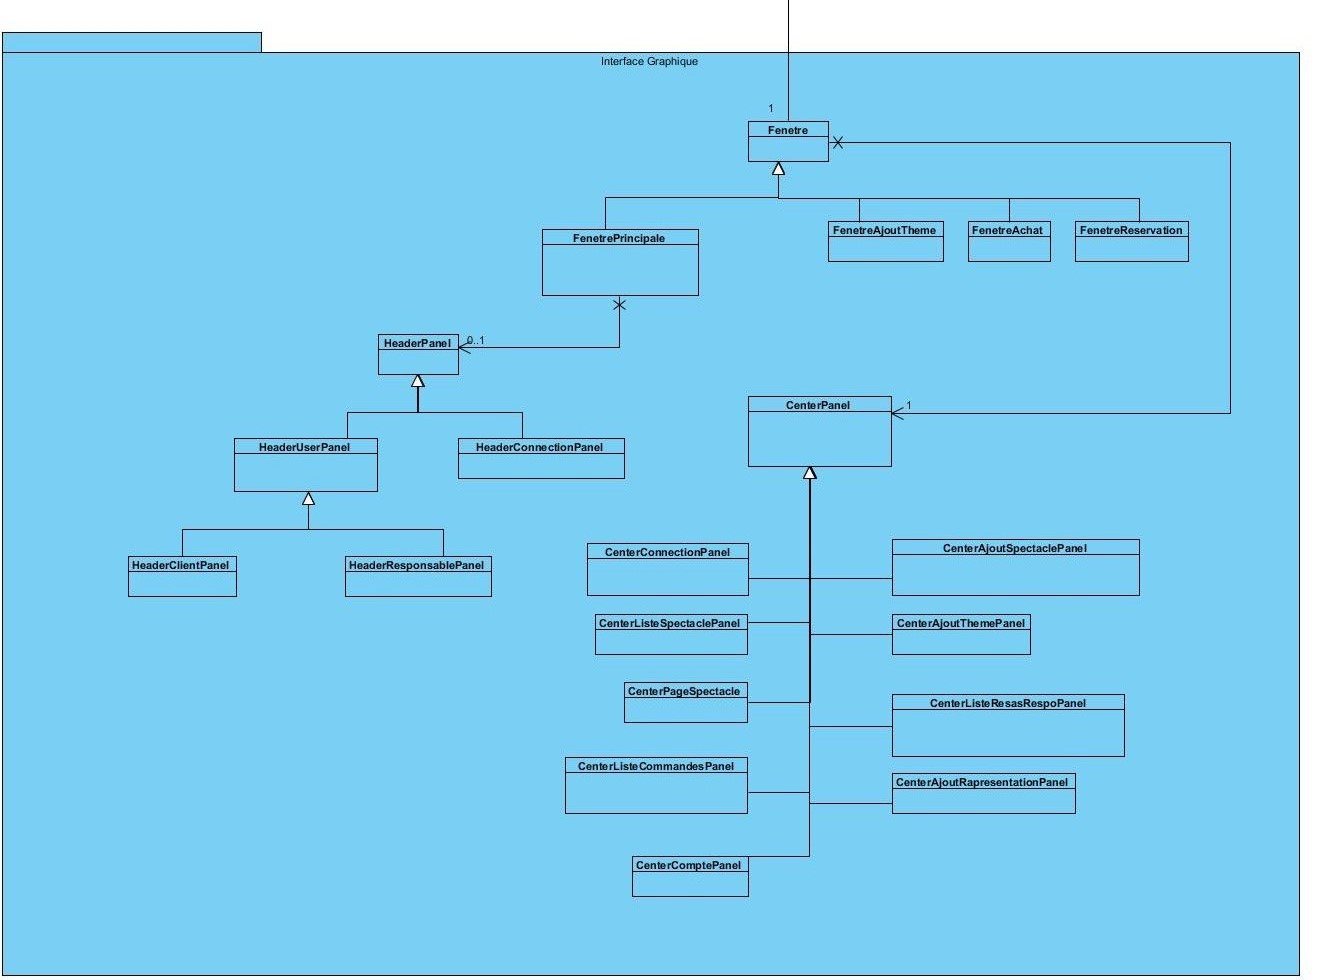 Interface Graphique
1
Fenetre
FenetrePrincipale
FenetreAjoutTheme
FenetreAchat
FenetreReservation
HeaderPanel
0..1
CenterPanel
1
HeaderUserPanel
HeaderConnectionPanel
HeaderClientPanel
HeaderResponsablePanel
CenterConnectionPanel
CenterAjoutSpectaclePanel
CenterListeSpectaclePanel
CenterAjoutThemePanel
CenterPageSpectacle
CenterListeResasRespoPanel
CenterListeCommandesPanel
CenterAjoutRapresentationPanel
CenterComptePanel